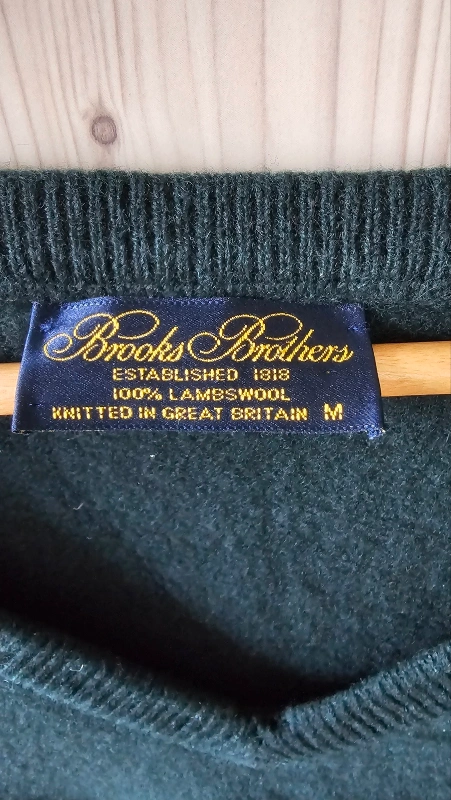 Brooks Brothers
ESTABLISHED 1818
100% LAMBSWOOL
KNITTED IN GREAT BRITAIN M